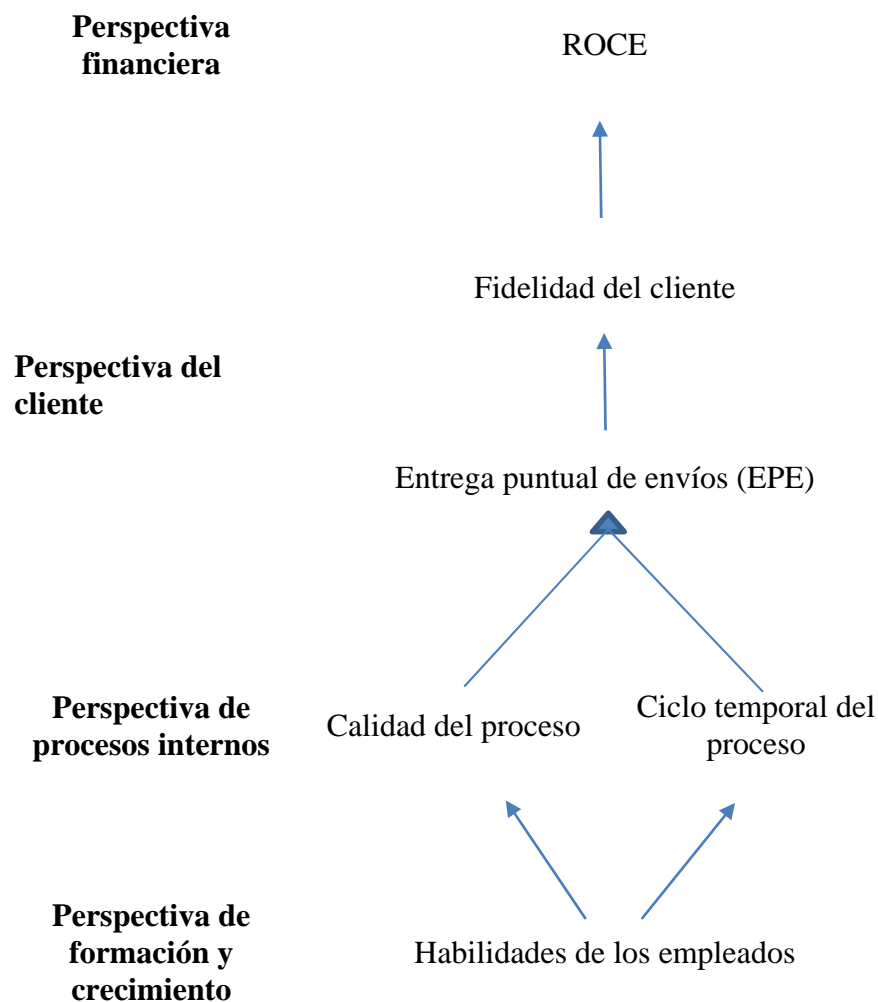 Perspectiva
financiera
ROCE
Fidelidad del cliente
Perspectiva del
cliente
Entrega puntual de envíos (EPE)
Perspectiva de
procesos internos
Calidad del proceso
Ciclo temporal del
proceso
Perspectiva de
formación y
crecimiento
Habilidades de los empleados